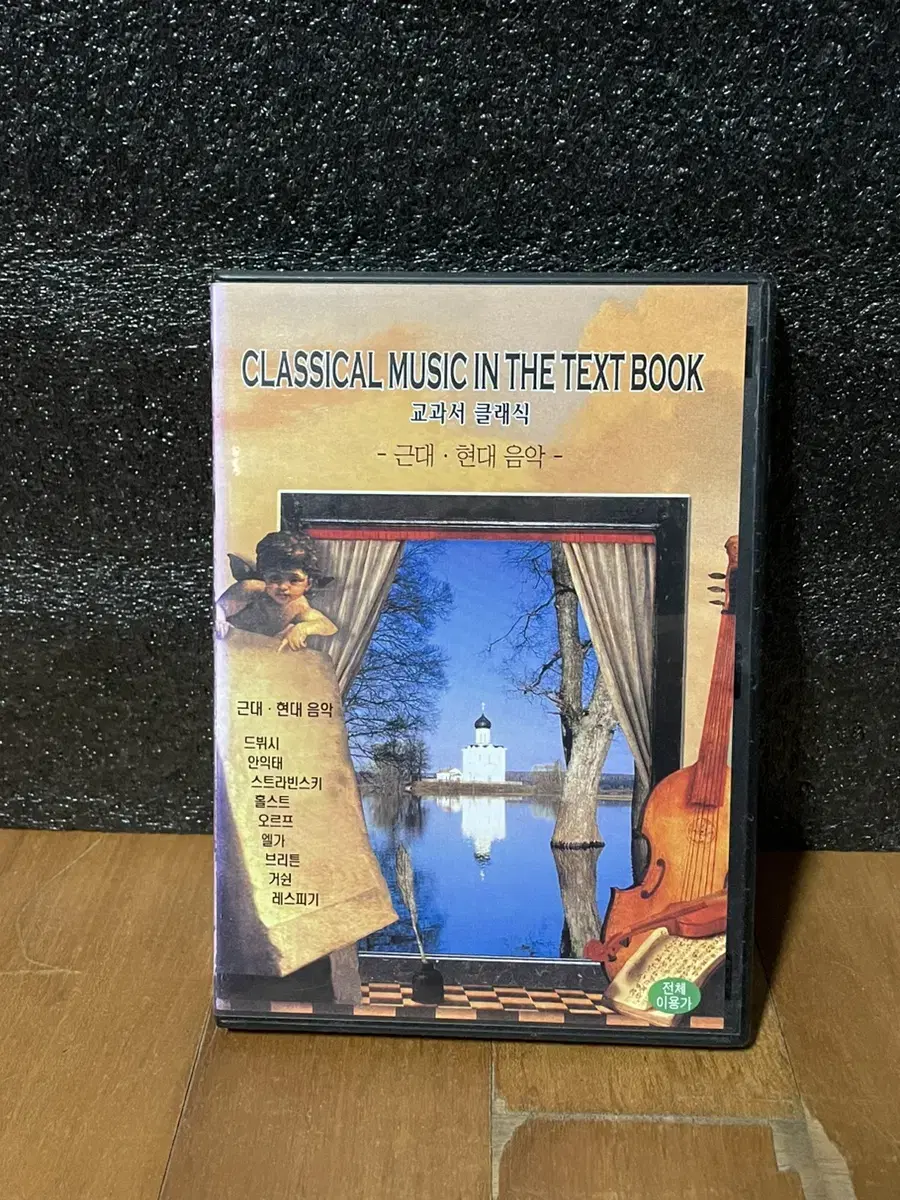 CLASSICAL MUSIC IN THE TEXT BOOK
교과서 클래식
- 근대 · 현대 음악 -
근대 · 현대 음악
드뷔시
안익태
스트라빈스키
홀스트
오르프
엘가
브리튼
거쉰
레스피기
전체
이용가